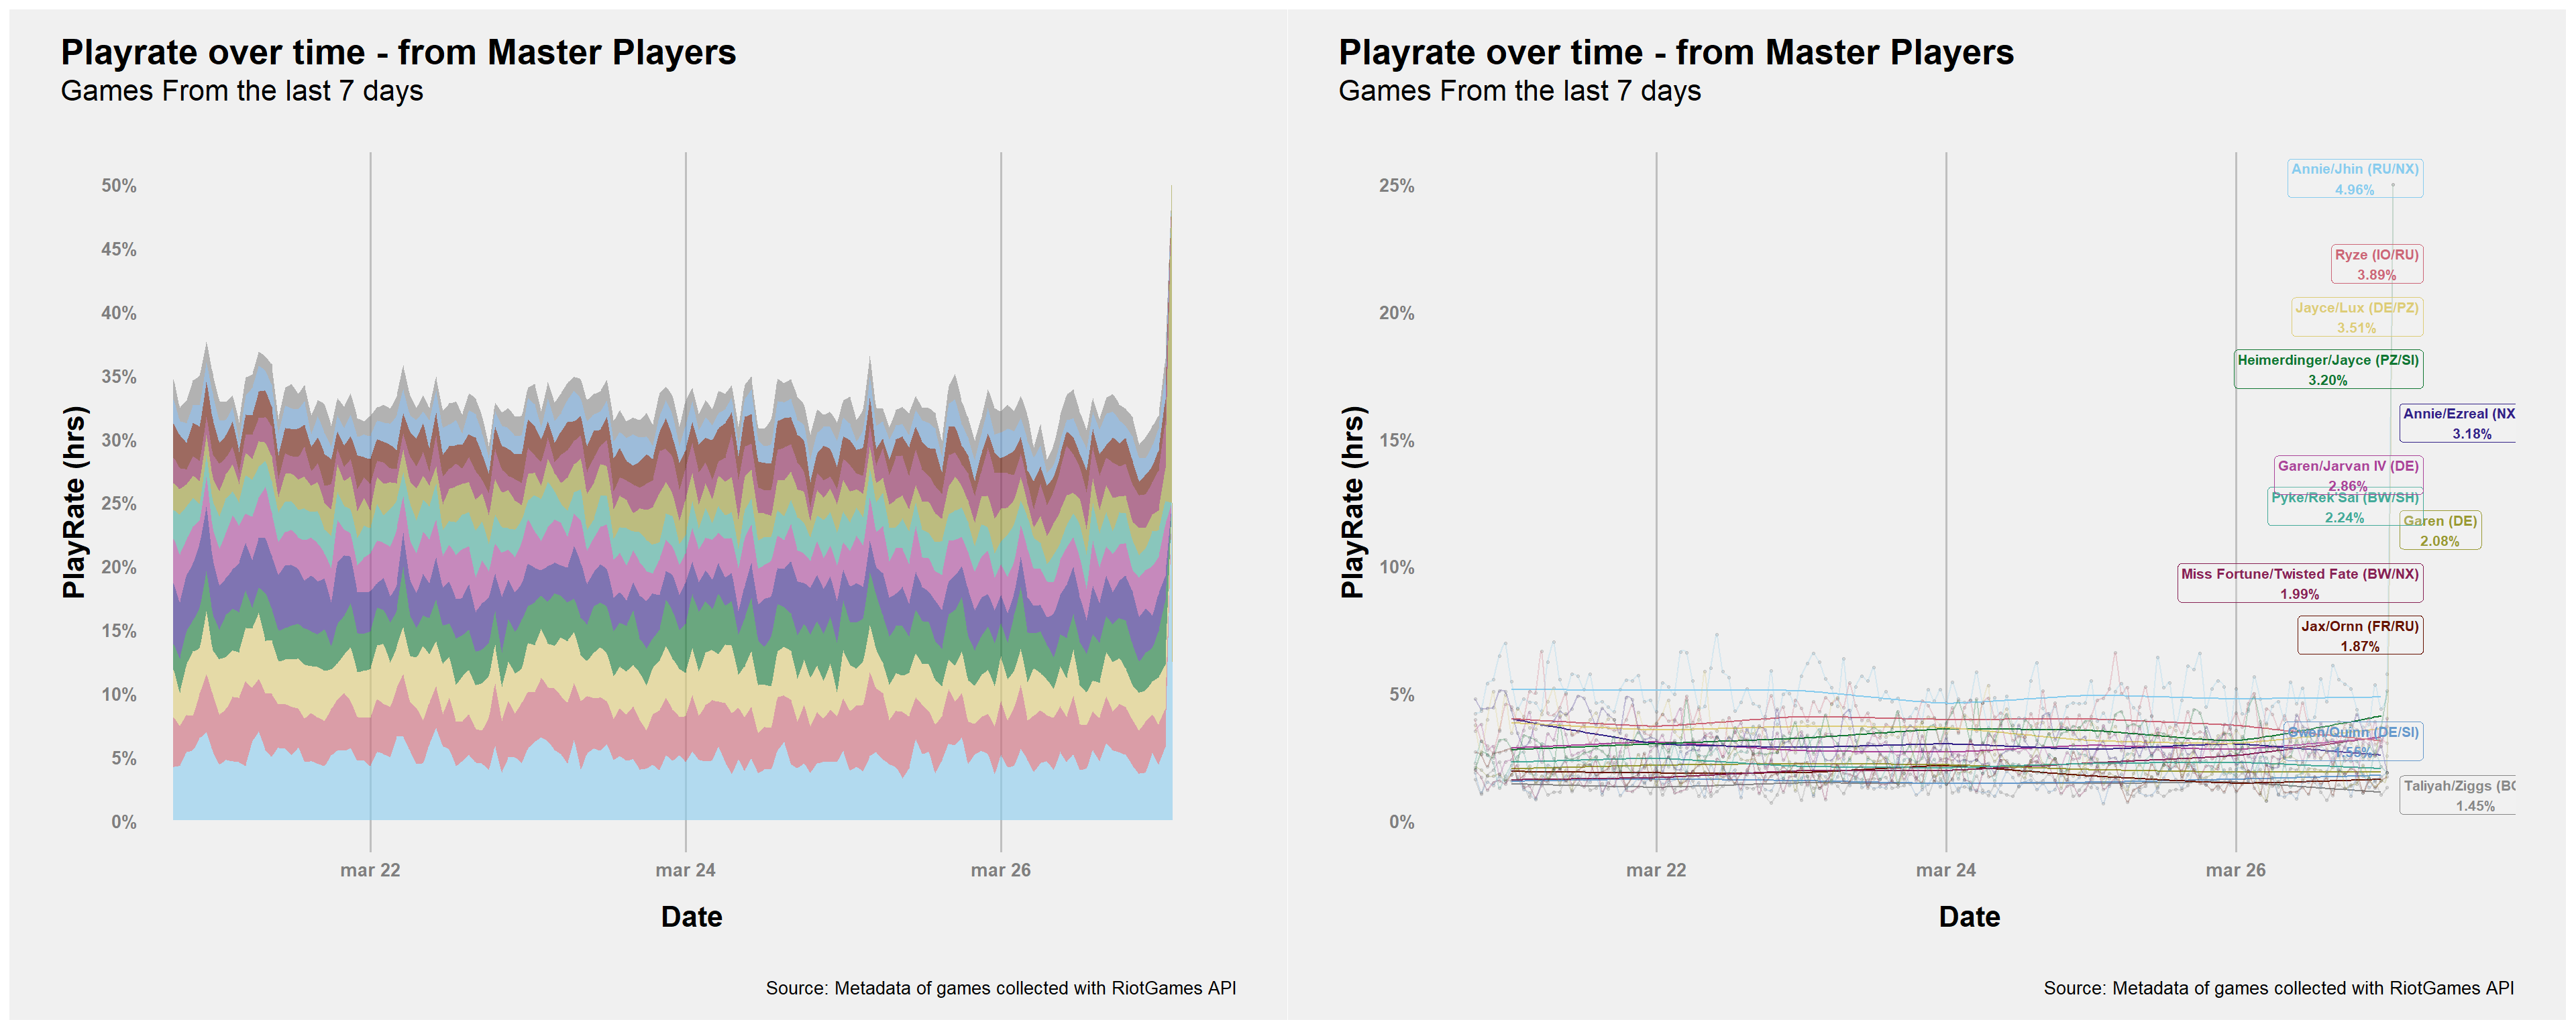 Playrate over time - from Master Players
Games From the last 7 days
PlayRate (hrs)
50%
45%
40%
35%
30%
25%
20%
15%
10%
5%
0%
mar 22
mar 24
mar 26
Date
Source: Metadata of games collected with RiotGames API
Playrate over time - from Master Players
Games From the last 7 days
PlayRate (hrs)
25%
20%
15%
10%
5%
0%
Annie/Jhin (RU/NX)
4.96%
Ryze (IO/RU)
3.89%
Jayce/Lux (DE/PZ)
3.51%
Heimerdinger/Jayce (PZ/SI)
3.20%
Annie/Ezreal (NX
3.18%
Garen/Jarvan IV (DE)
2.86%
Pyke/Rek'Sai (BW/SH)
2.24%
Garen (DE)
2.08%
Miss Fortune/Twisted Fate (BW/NX)
1.99%
Jax/Ornn (FR/RU)
1.87%
Gwen/Quinn (DE/SI)
1.56%
Taliyah/Ziggs (BC
1.45%
mar 22
mar 24
mar 26
Date
Source: Metadata of games collected with RiotGames API